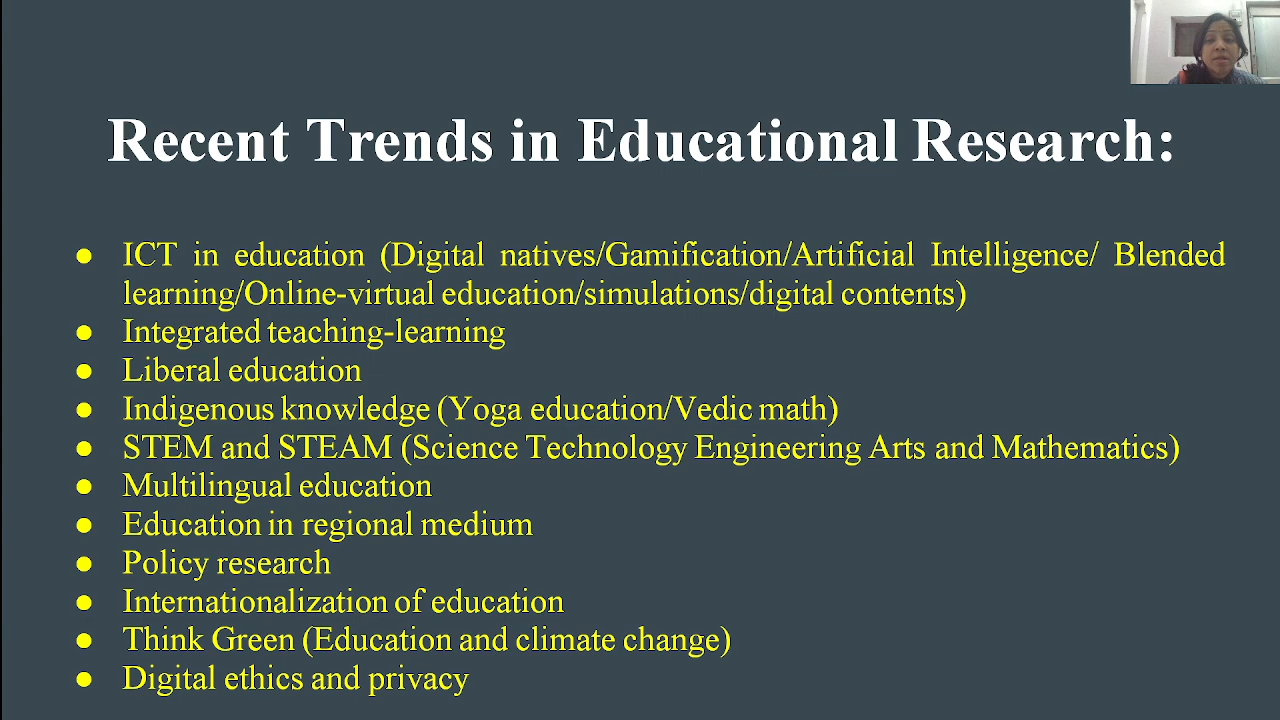 Recent Trends in Educational Research:
● ICT in education (Digital natives/Gamification/Artificial Intelligence/ Blended
learning/Online-virtual education/simulations/digital contents)
● Integrated teaching-learning
● Liberal education
● Indigenous knowledge (Yoga education/Vedic math)
● STEM and STEAM (Science Technology Engineering Arts and Mathematics)
● Multilingual education
● Education in regional medium
● Policy research
● Internationalization of education
● Think Green (Education and climate change)
● Digital ethics and privacy